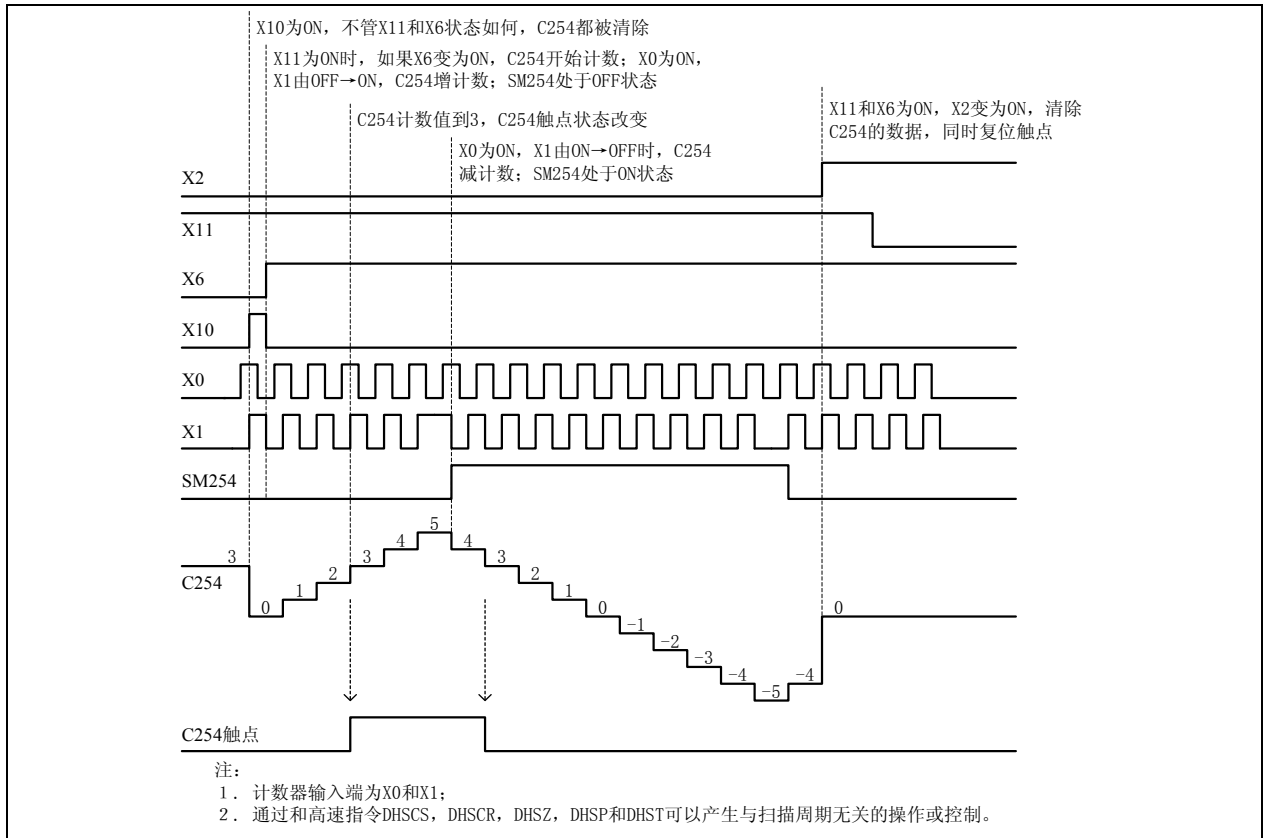 X10为ON，不管X11和X6状态如何，C254都被清除
X11为ON时，如果X6变为ON，C254开始计数；X0为ON，
X1由OFF→ON，C254增计数；SM254处于OFF状态
C254计数值到3，C254触点状态改变
X11和X6为ON，X2变为ON，清除
C254的数据，同时复位触点
X0为ON，X1由ON→OFF时，C254
减计数；SM254处于ON状态
X2
X11
X6
X10
X0
X1
SM254
C254
3
0
1
2
3
4
5
4
3
2
1
0
-1
-2
-3
-4
-5
-4
0
C254触点
注：
1. 计数器输入端为X0和X1；
2. 通过和高速指令DHSCS，DHSCR，DHSZ，DHSP和DHST可以产生与扫描周期无关的操作或控制。